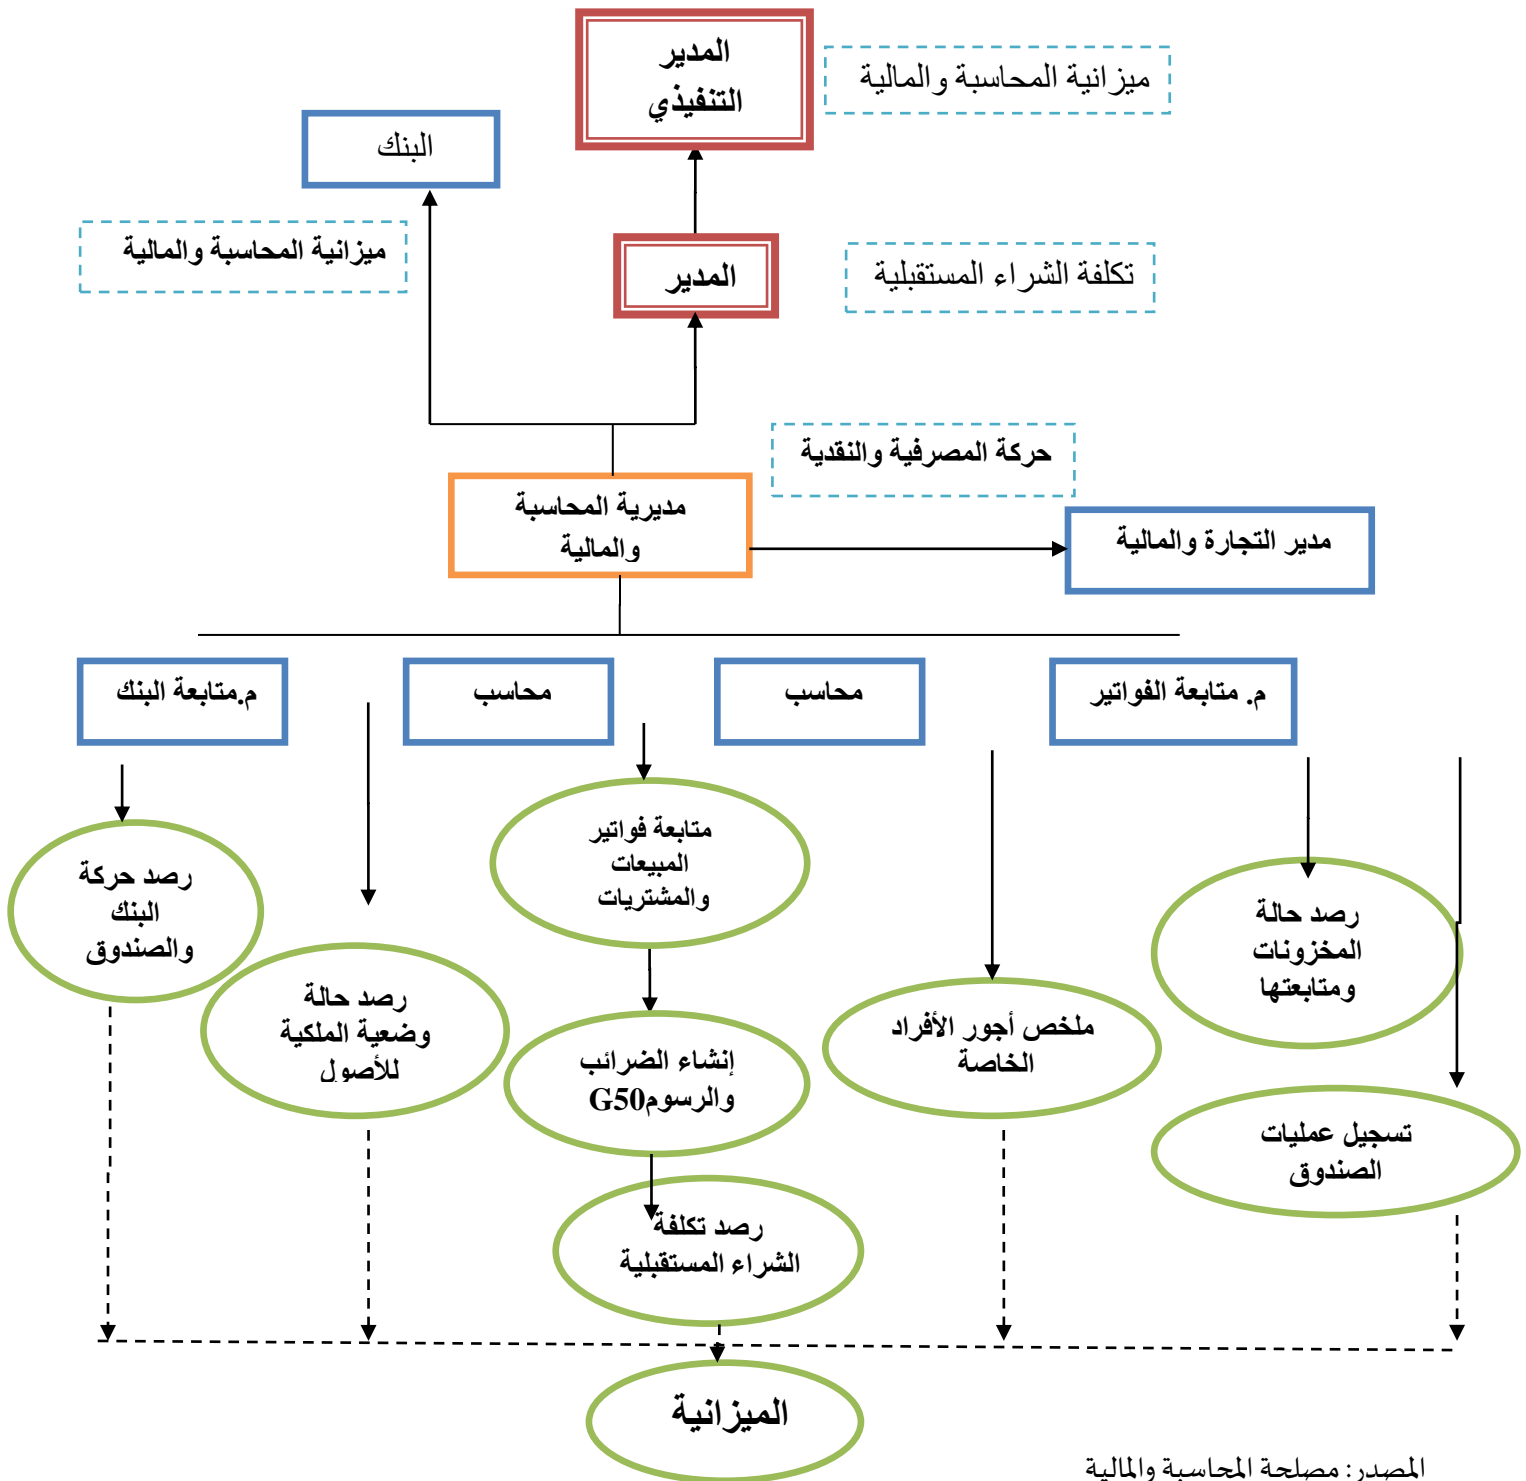 المدير
التنفيذي
ميزانية المحاسبة والمالية
البنك
ميزانية المحاسبة والمالية
المدير
تكلفة الشراء المستقبلية
حركة المصرفية والنقدية
مديرية المحاسبة
والمالية
مدير التجارة والمالية
م. متابعة الفواتير
محاسب
محاسب
م.متابعة البنك
رصد حالة
المخزونات
ومتابعتها
تسجيل عمليات
الصندوق
ملخص أجور الأفراد
الخاصة
متابعة فواتير
المبيعات
والمشتريات
إنشاء الضرائب
والرسومG50
رصد تكلفة
الشراء المستقبلية
رصد حالة
وضعية الملكية
للأصول
رصد حركة
البنك
والصندوق
الميزانية
المصدر: مصلحة المحاسبة والمالية